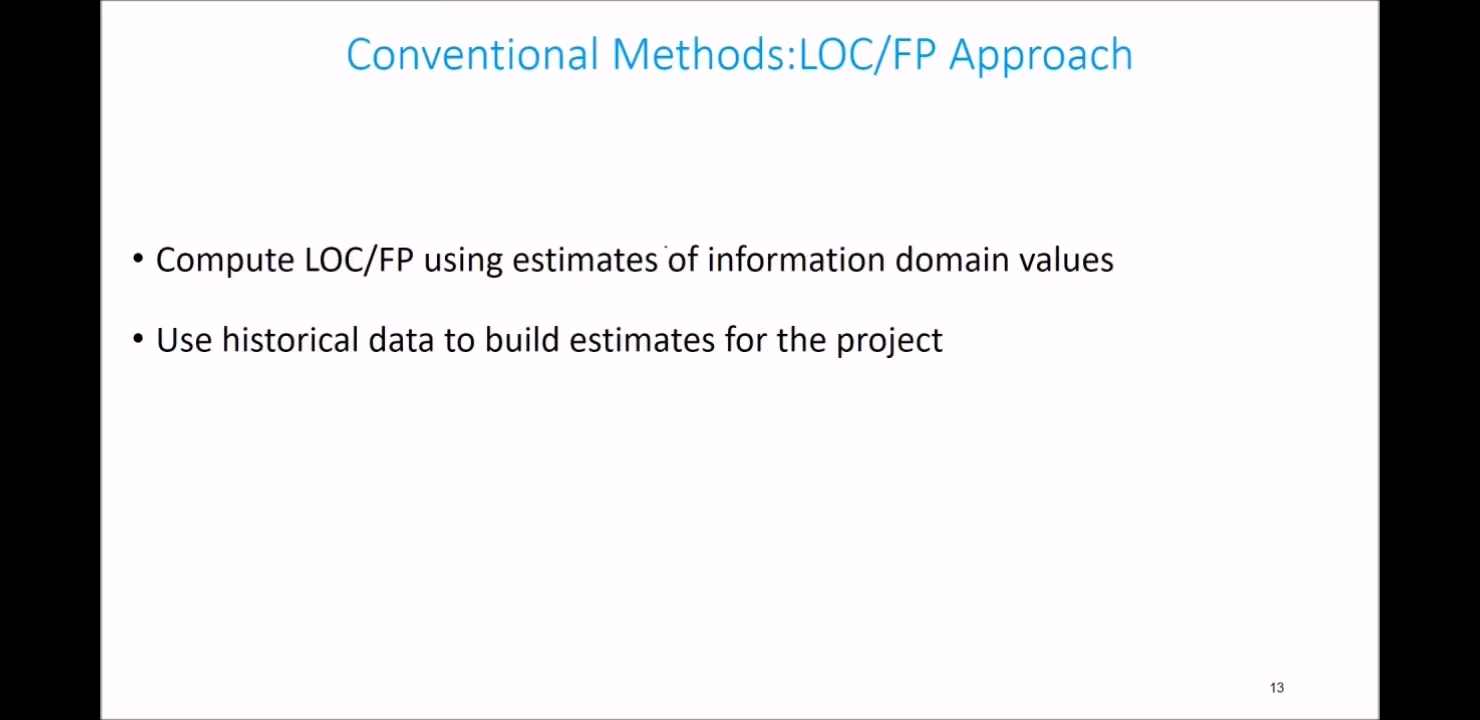 Conventional Methods:LOC/FP Approach
• Compute LOC/FP using estimates of information domain values
• Use historical data to build estimates for the project
13